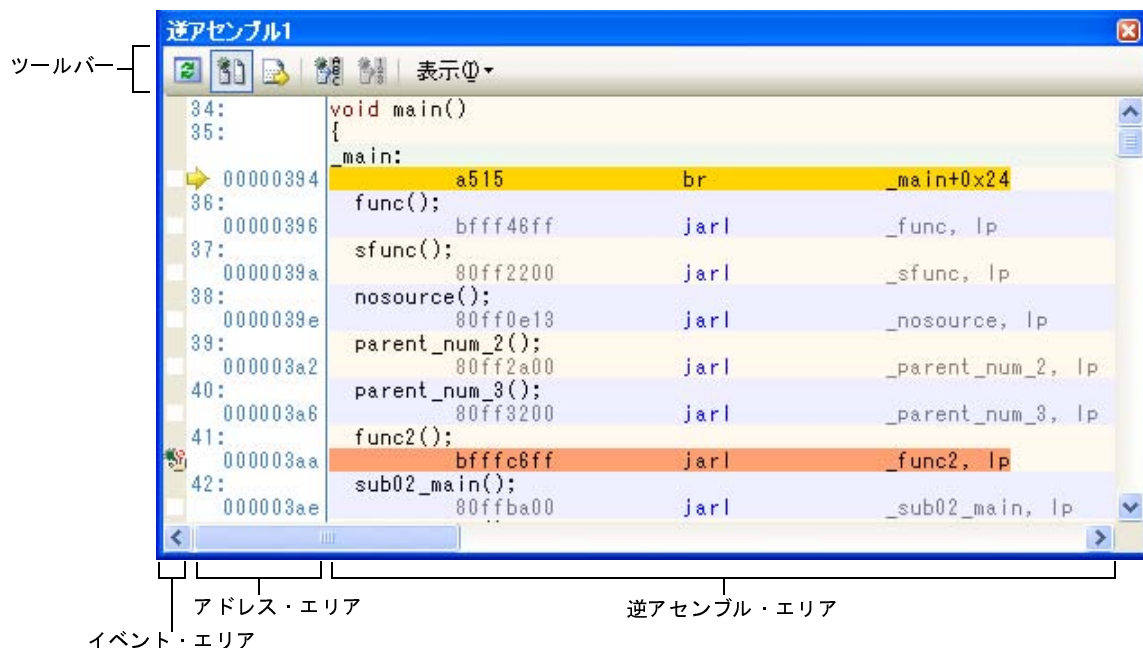 逆アセンブル1
ツールバー
表示(I)
34: void main()
35: {
_main:
00000394 a515 br _main+0x24
36: func();
00000396 bfff46ff jarl _func, lp
37: sfunc();
0000039a 80ff2200 jarl _sfunc, lp
38: nosource();
0000039e 80ff0e13 jarl _nosource, lp
39: parent_num_2();
000003a2 80ff2a00 jarl _parent_num_2, lp
40: parent_num_3();
000003a6 80ff3200 jarl _parent_num_3, lp
41: func2();
000003aa bfffc6ff jarl _func2, lp
42: sub02_main();
000003ae 80ffba00 jarl _sub02_main, lp
アドレス・エリア
逆アセンブル・エリア
イベント・エリア